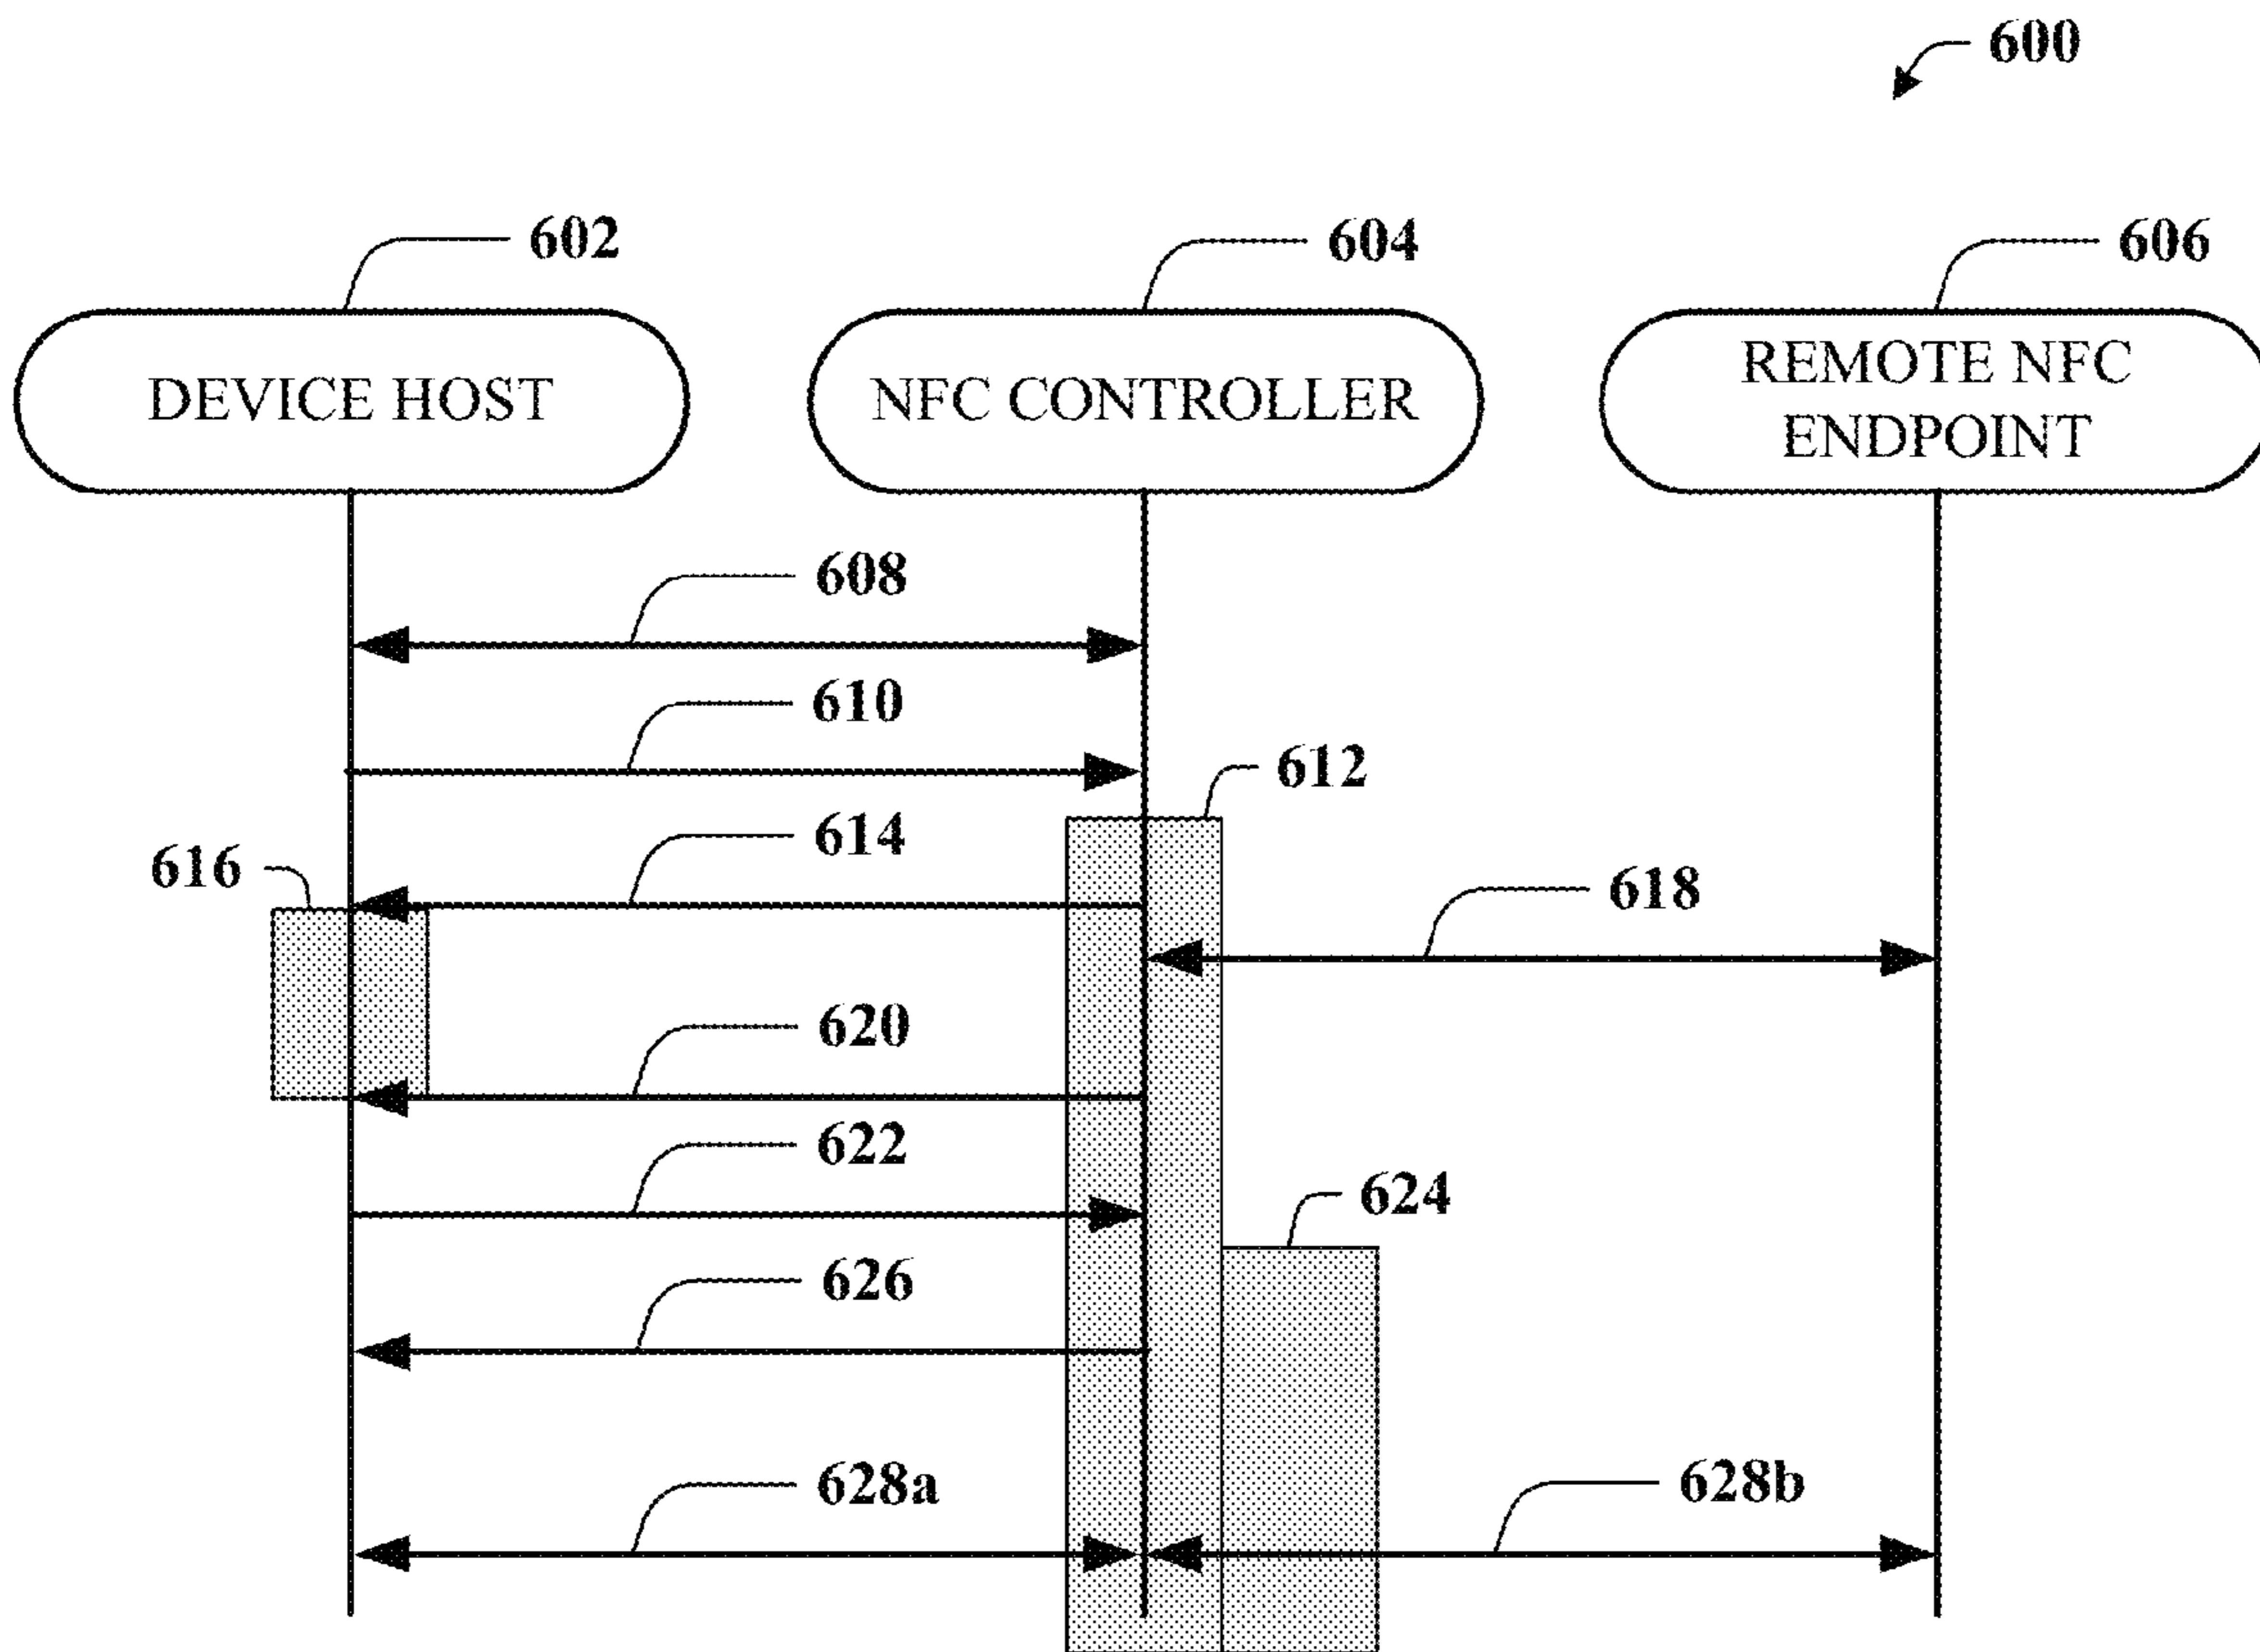 600
602
604
606
DEVICE HOST
NFC CONTROLLER
REMOTE NFC
ENDPOINT
608
610
612
614
616
618
620
622
624
626
628a
628b